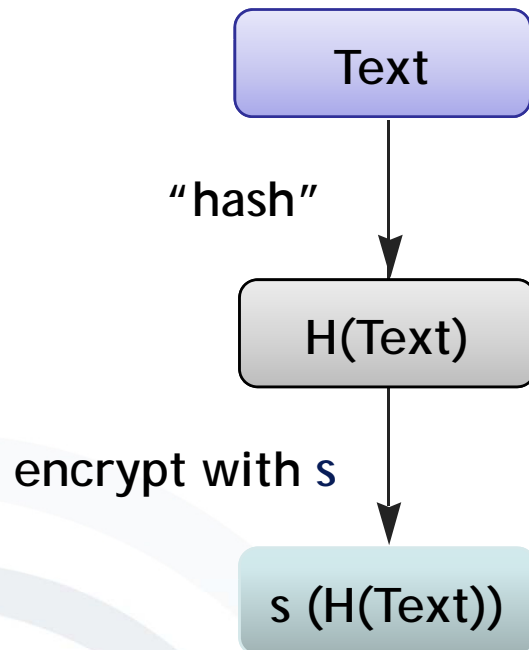 Text
“hash”
H(Text)
encrypt with s
s (H(Text))